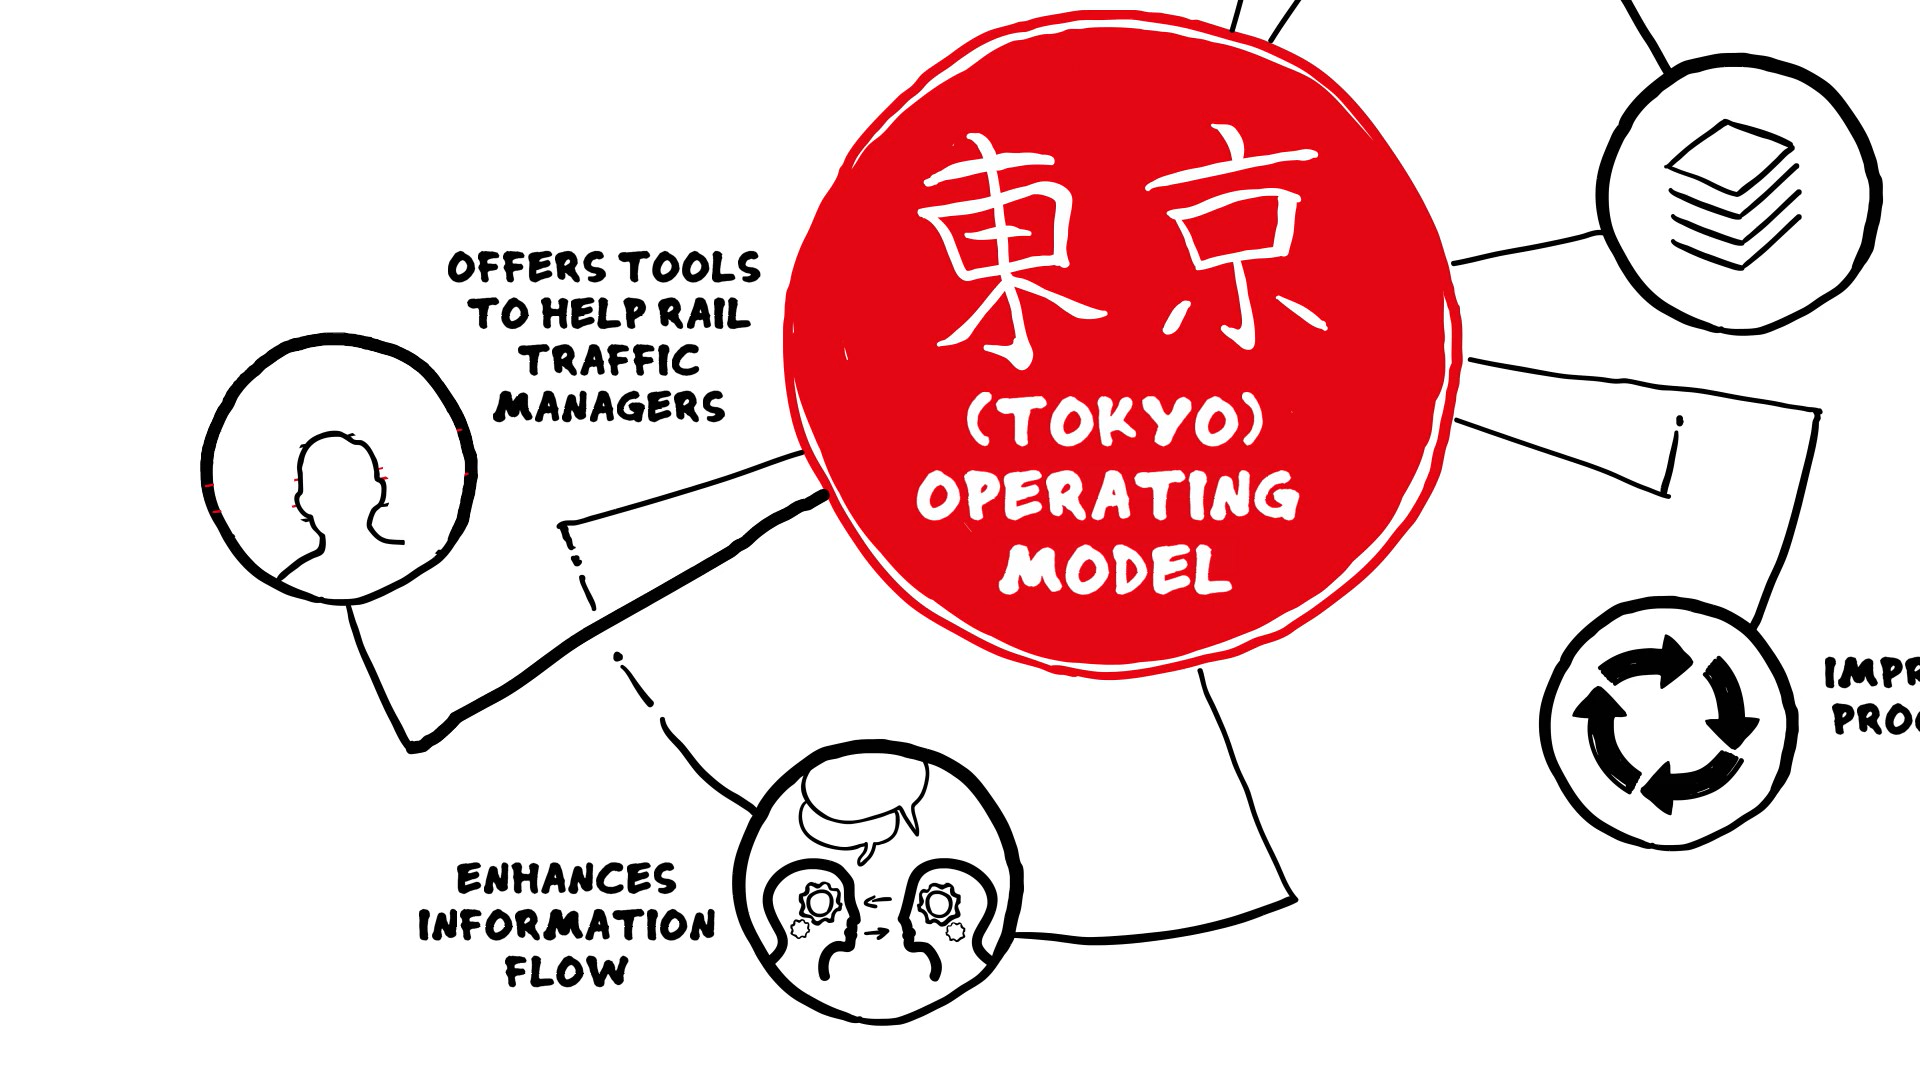 東京
(TOKYO)
OPERATING
MODEL
OFFERS TOOLS
TO HELP RAIL
TRAFFIC
MANAGERS
ENHANCES
INFORMATION
FLOW